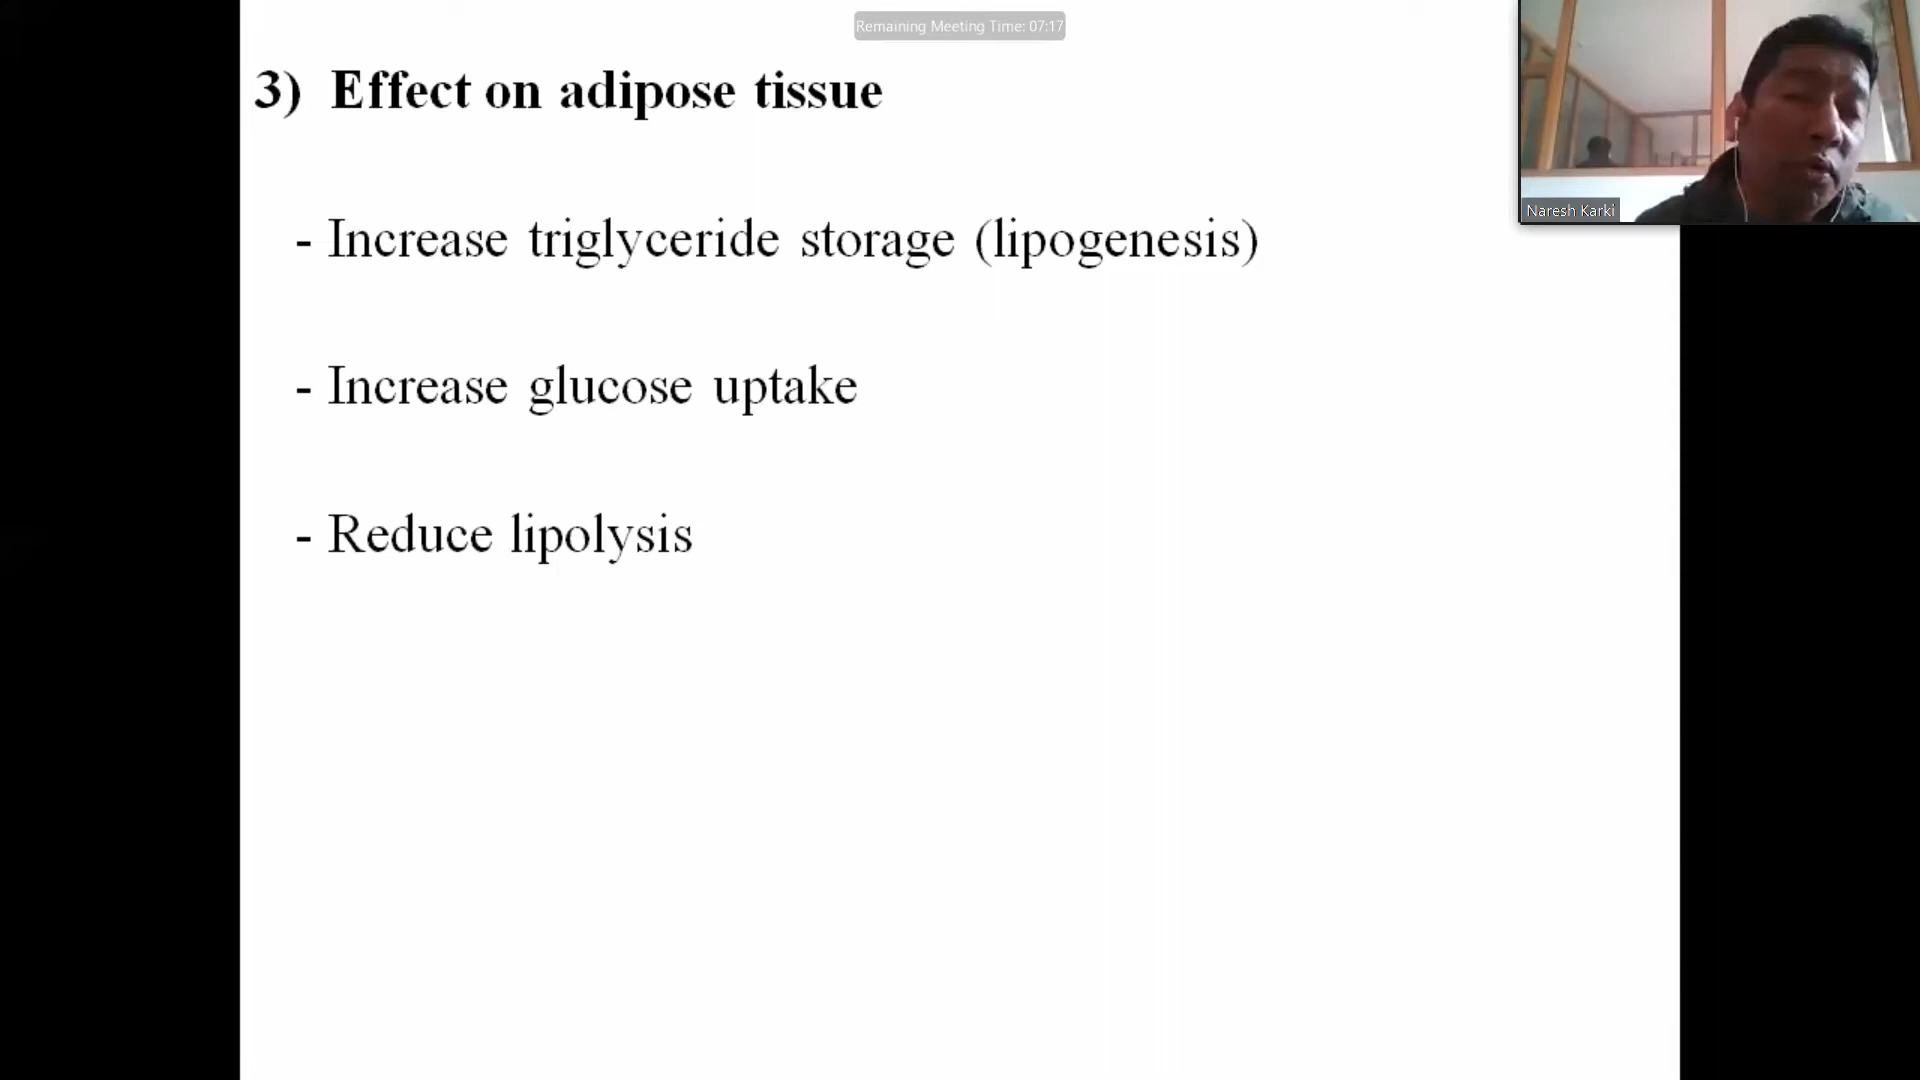 Remaining Meeting Time: 07:17
3) Effect on adipose tissue
- Increase triglyceride storage (lipogenesis)
- Increase glucose uptake
- Reduce lipolysis
Naresh Karki